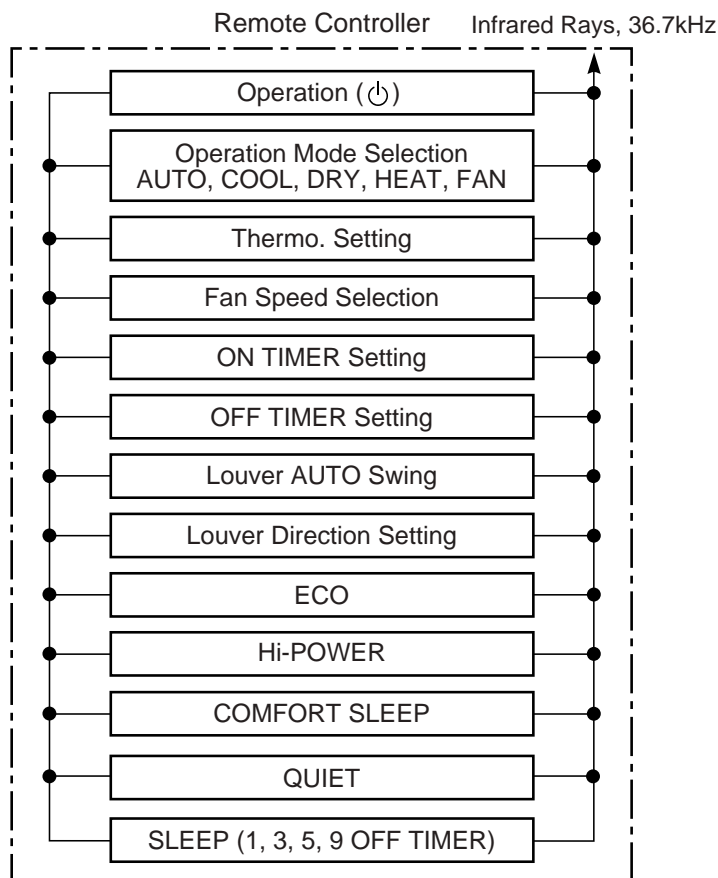 Remote Controller
Infrared Rays, 36.7kHz
Operation (⏻)
Operation Mode Selection
AUTO, COOL, DRY, HEAT, FAN
Thermo. Setting
Fan Speed Selection
ON TIMER Setting
OFF TIMER Setting
Louver AUTO Swing
Louver Direction Setting
ECO
Hi-POWER
COMFORT SLEEP
QUIET
SLEEP (1, 3, 5, 9 OFF TIMER)